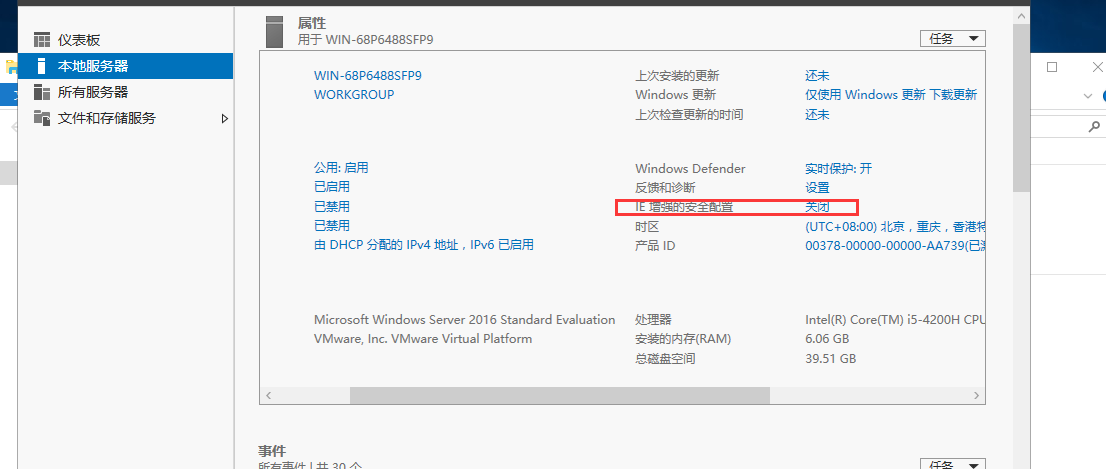 仪表板
本地服务器
所有服务器
文件和存储服务
属性
用于 WIN-68P6488SFP9
任务
WIN-68P6488SFP9 上次安装的更新 还未
WORKGROUP Windows 更新 仅使用 Windows 更新 下载更新
上次检查更新的时间 还未
公用: 启用 Windows Defender 实时保护: 开
已启用 反馈和诊断 设置
已禁用 IE 增强的安全配置 关闭
已禁用 时区 (UTC+08:00) 北京，重庆，香港特
由 DHCP 分配的 IPv4 地址，IPv6 已启用 产品 ID 00378-00000-00000-AA739(已
Microsoft Windows Server 2016 Standard Evaluation 处理器 Intel(R) Core(TM) i5-4200H CPU
VMware, Inc. VMware Virtual Platform 安装的内存(RAM) 6.06 GB
总磁盘空间 39.51 GB
事件
所有事件 | 共 30 个
任务